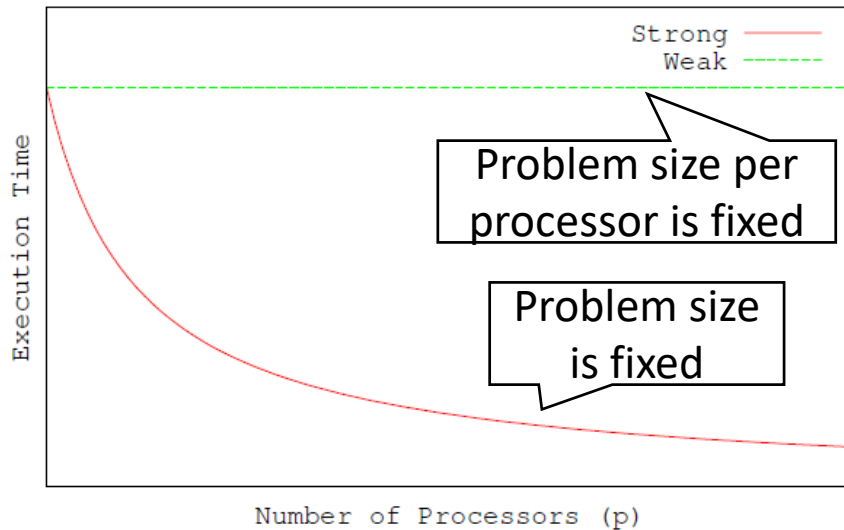 Strong
Weak
Problem size per
processor is fixed
Execution Time
Problem size
is fixed
Number of Processors (p)